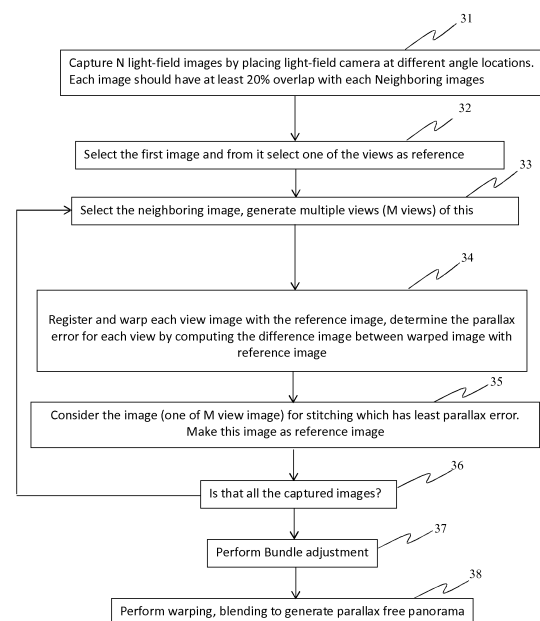 31
Capture N light-field images by placing light-field camera at different angle locations.
Each image should have at least 20% overlap with each Neighboring images
32
Select the first image and from it select one of the views as reference
33
Select the neighboring image, generate multiple views (M views) of this
34
Register and warp each view image with the reference image, determine the parallax
error for each view by computing the difference image between warped image with
reference image
35
Consider the image (one of M view image) for stitching which has least parallax error.
Make this image as reference image
36
Is that all the captured images?
37
Perform Bundle adjustment
38
Perform warping, blending to generate parallax free panorama